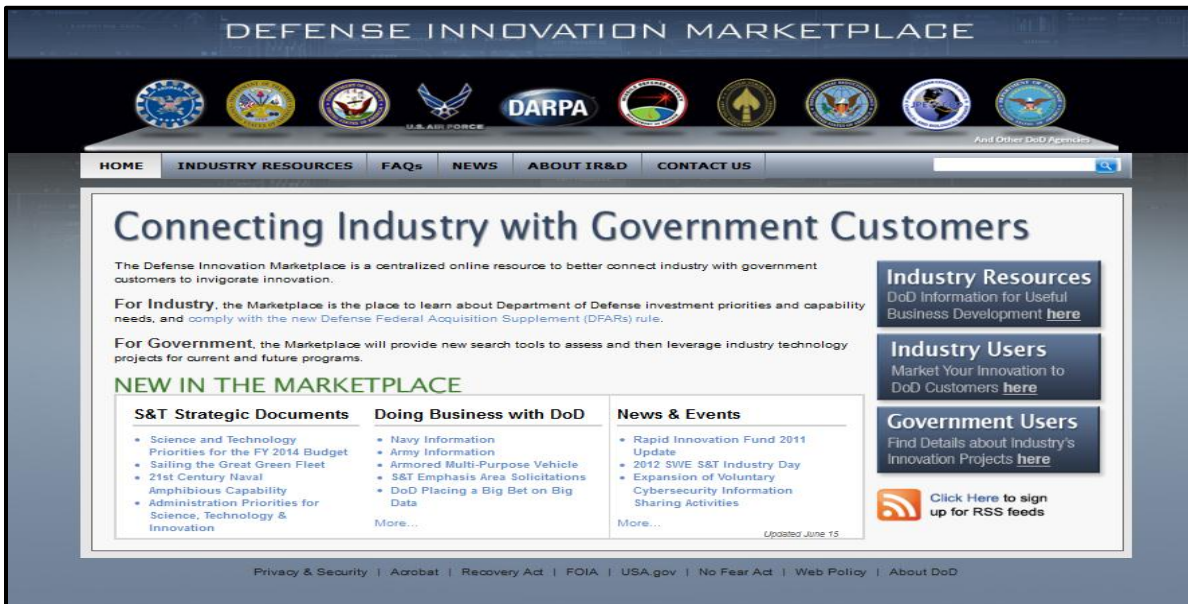 DEFENSE INNOVATION MARKETPLACE
U.S. AIR FORCE
DARPA
And Other DoD Agencies
HOME INDUSTRY RESOURCES FAQs NEWS ABOUT IR&D CONTACT US
Connecting Industry with Government Customers
The Defense Innovation Marketplace is a centralized online resource to better connect industry with government
customers to invigorate innovation.
For Industry, the Marketplace is the place to learn about Department of Defense investment priorities and capability
needs, and comply with the new Defense Federal Acquisition Supplement (DFARs) rule.
For Government, the Marketplace will provide new search tools to assess and then leverage industry technology
projects for current and future programs.
NEW IN THE MARKETPLACE
S&T Strategic Documents
• Science and Technology
Priorities for the FY 2014 Budget
• Sailing the Great Green Fleet
• 21st Century Naval
Amphibious Capability
• Administration Priorities for
Science, Technology &
Innovation
Doing Business with DoD
• Navy Information
• Army Information
• Armored Multi-Purpose Vehicle
• S&T Emphasis Area Solicitations
• DoD Placing a Big Bet on Big
Data
More...
News & Events
• Rapid Innovation Fund 2011
Update
• 2012 SWE S&T Industry Day
• Expansion of Voluntary
Cybersecurity Information
Sharing Activities
More...
Updated June 15
Industry Resources
DoD Information for Useful
Business Development here
Industry Users
Market Your Innovation to
DoD Customers here
Government Users
Find Details about Industry's
Innovation Projects here
Click Here to sign
up for RSS feeds
Privacy & Security | Acrobat | Recovery Act | FOIA | USA.gov | No Fear Act | Web Policy | About DoD